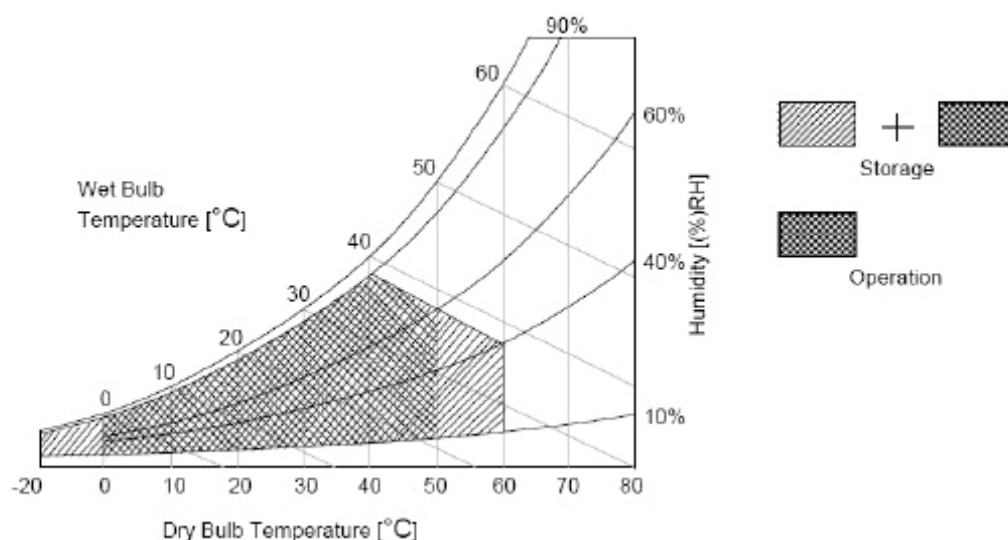 90%
60
60%
50
Wet Bulb
Temperature [°C]
Humidity [(%)RH]
Storage
40
40%
30
Operation
20
10
0
10%
-20 0 10 20 30 40 50 60 70 80
Dry Bulb Temperature [°C]